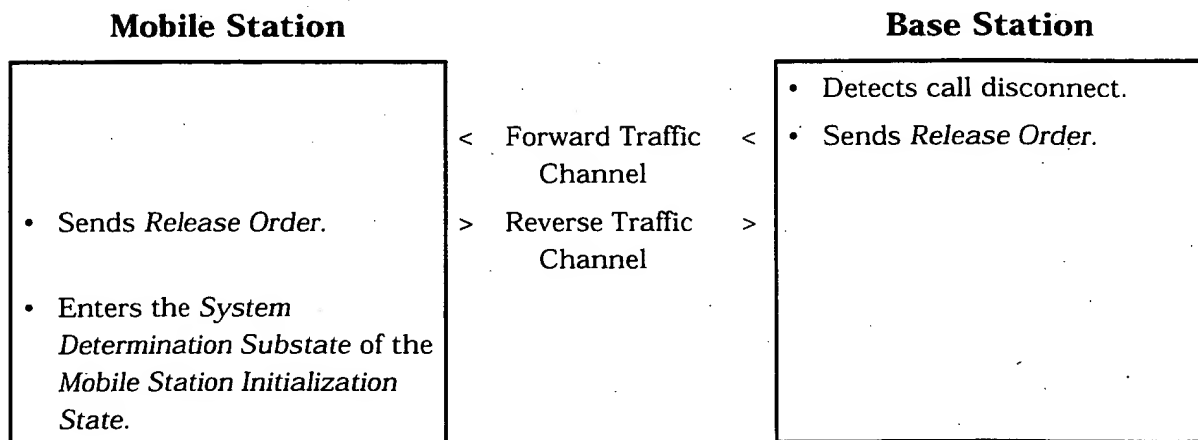 Mobile Station
Base Station
• Detects call disconnect.
< Forward Traffic Channel <
• Sends Release Order.
• Sends Release Order.
> Reverse Traffic Channel >
• Enters the System
Determination Substate of the
Mobile Station Initialization
State.